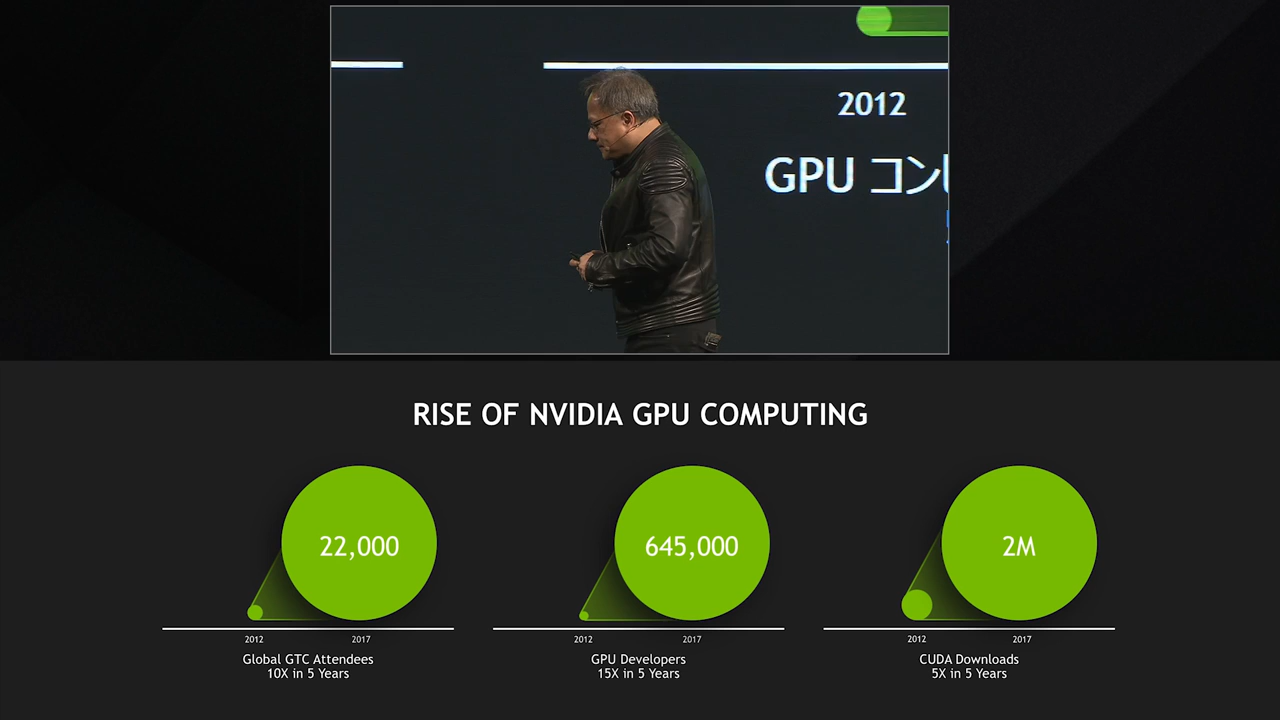 2012
GPU コン
RISE OF NVIDIA GPU COMPUTING
22,000
645,000
2M
2012
2017
2012
2017
2012
2017
Global GTC Attendees
10X in 5 Years
GPU Developers
15X in 5 Years
CUDA Downloads
5X in 5 Years